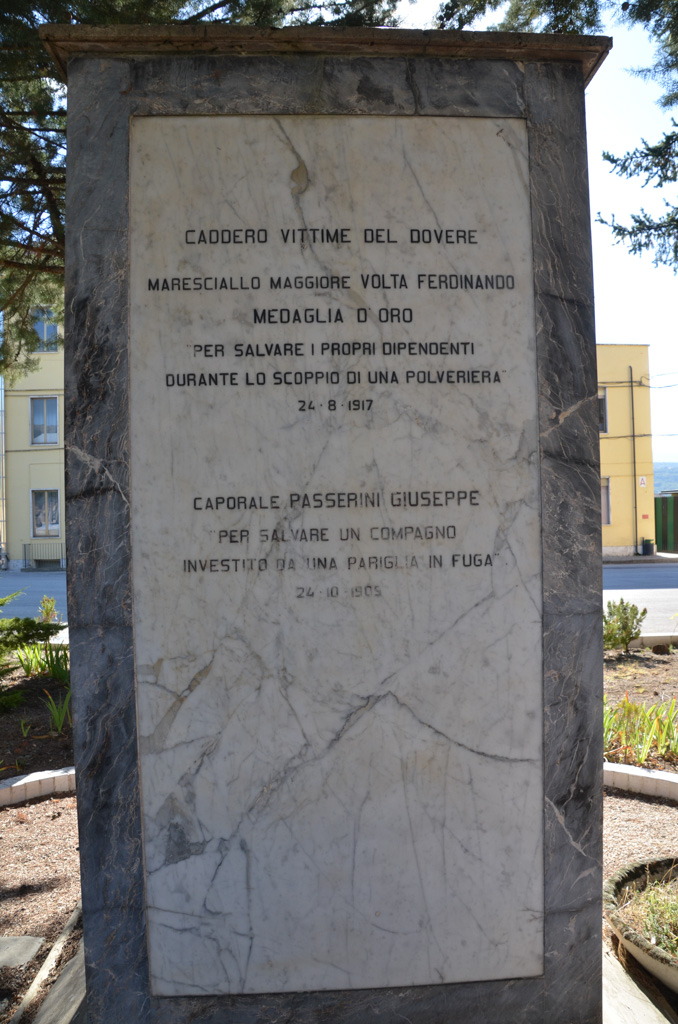 CADDERO VITTIME DEL DOVERE
MARESCIALLO MAGGIORE VOLTA FERDINANDO
MEDAGLIA D'ORO
"PER SALVARE I PROPRI DIPENDENTI
DURANTE LO SCOPPIO DI UNA POLVERIERA"
24·8·1917
CAPORALE PASSERINI GIUSEPPE
"PER SALVARE UN COMPAGNO
INVESTITO DA UNA PARIGLIA IN FUGA".
24·10·1905